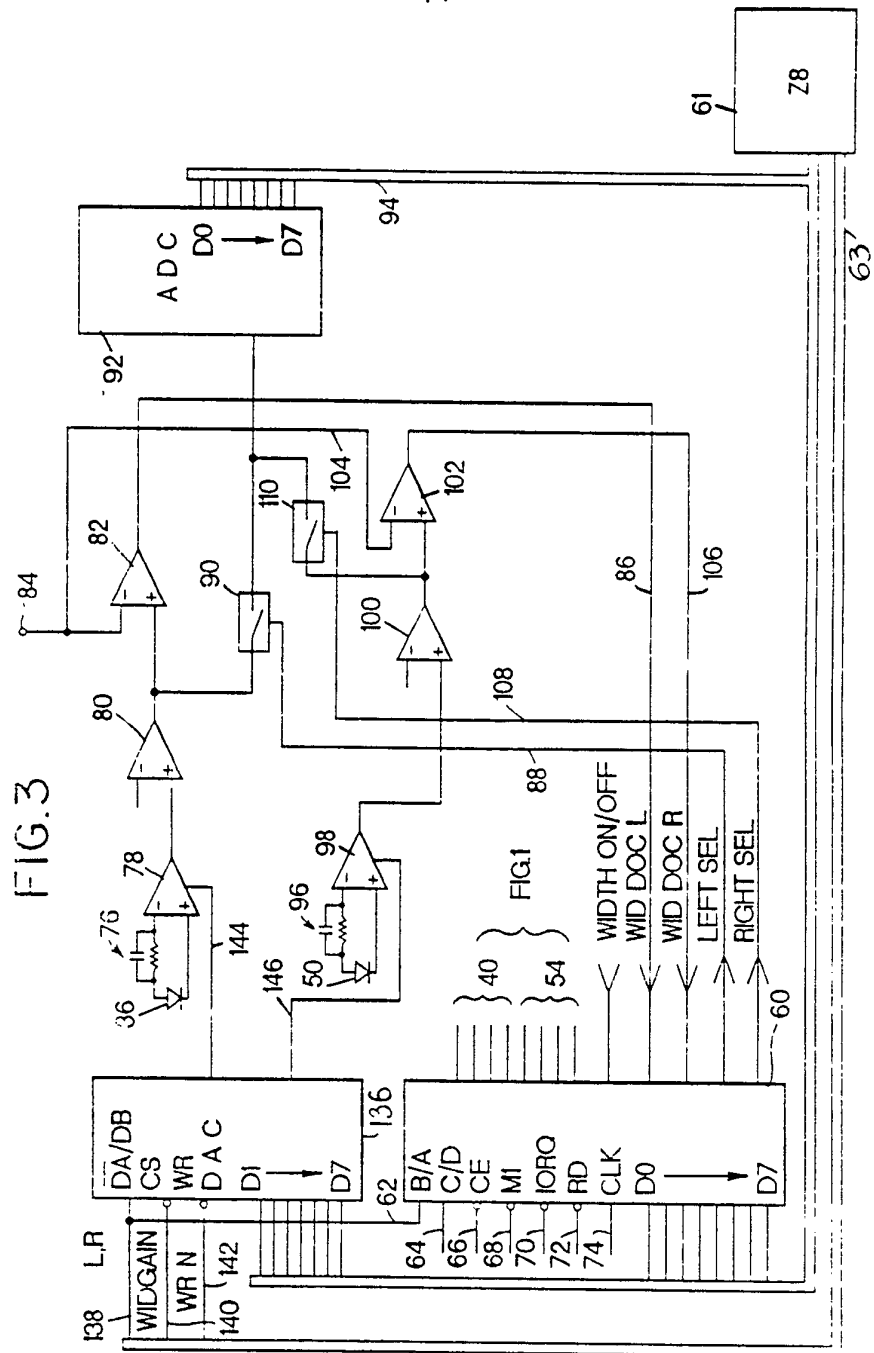 FIG.3
84
82
80
78
76
36
144
90
92
ADC
D0
D7
94
61
Z8
63'
110
104
102
100
98
96
50
146
108
88
86
106
138
L,R
WIDGAIN
140
WR N
142
DA/DB
CS
WR
DAC
D1
D7
136
62
64
66
68
70
72
74
B/A
C/D
CE
M1
IORQ
RD
CLK
D0
D7
60
40
54
FIG.1
WIDTH ON/OFF
WID DOC L
WID DOC R
LEFT SEL
RIGHT SEL